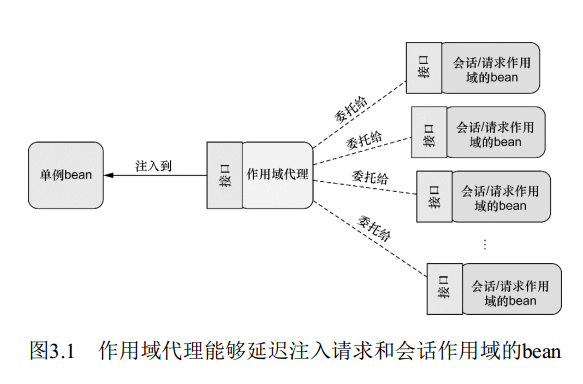 单例bean
注入到
接口
作用域代理
委托给
接口
会话/请求作用
域的bean
委托给
接口
会话/请求作用
域的bean
委托给
接口
会话/请求作用
域的bean
...
委托给
接口
会话/请求作用
域的bean
图3.1 作用域代理能够延迟注入请求和会话作用域的bean